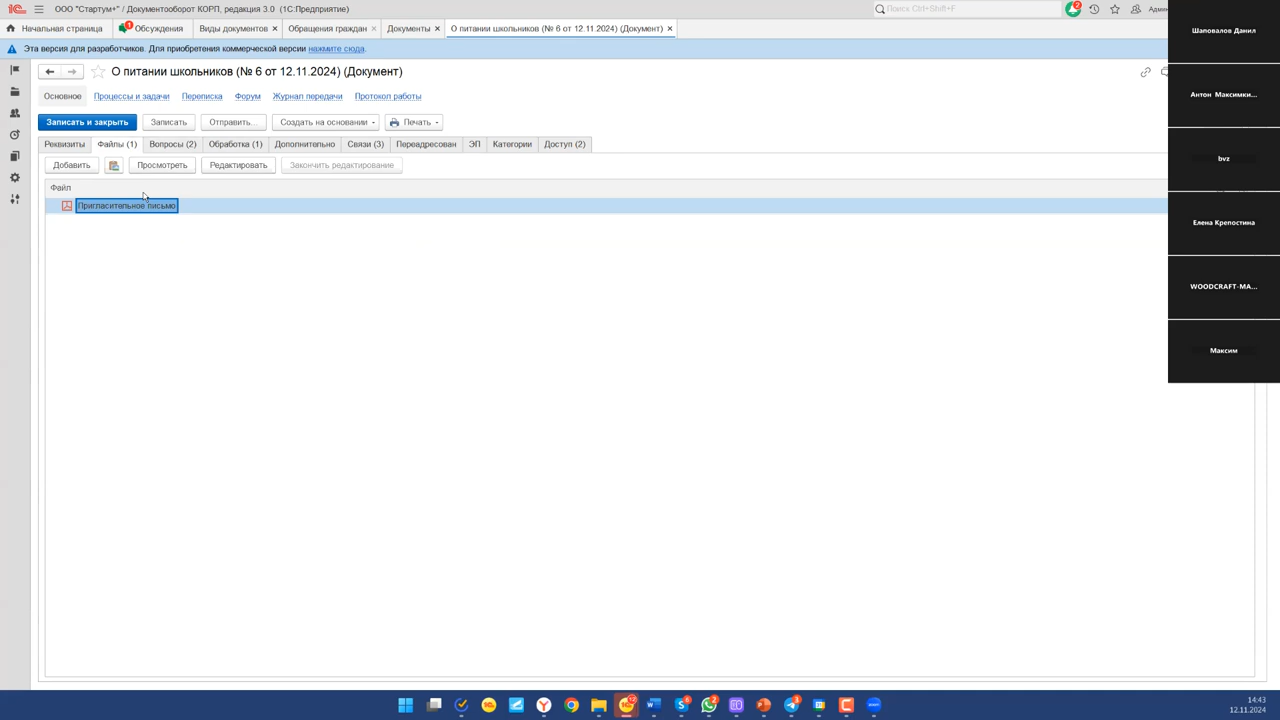 ООО "Стартум+" / Документооборот КОРП, редакция 3.0 (1С:Предприятие)
Поиск Ctrl+Shift+F
2
Начальная страница
1
Обсуждения
Виды документов ×
Обращения граждан ×
Документы ×
О питании школьников (№ 6 от 12.11.2024) (Документ) ×
Эта версия для разработчиков. Для приобретения коммерческой версии нажмите сюда.
О питании школьников (№ 6 от 12.11.2024) (Документ)
Основное Процессы и задачи Переписка Форум Журнал передачи Протокол работы
Записать и закрыть Записать Отправить... Создать на основании Печать
Реквизиты Файлы (1) Вопросы (2) Обработка (1) Дополнительно Связи (3) Переадресован ЭП Категории Доступ (2)
Добавить Просмотреть Редактировать Закончить редактирование
Файл
Пригласительное письмо
Шаповалов Данил
Антон Максимки...
bvz
Елена Крепостина
WOODCRAFT-MA...
Максим
14:43
12.11.2024